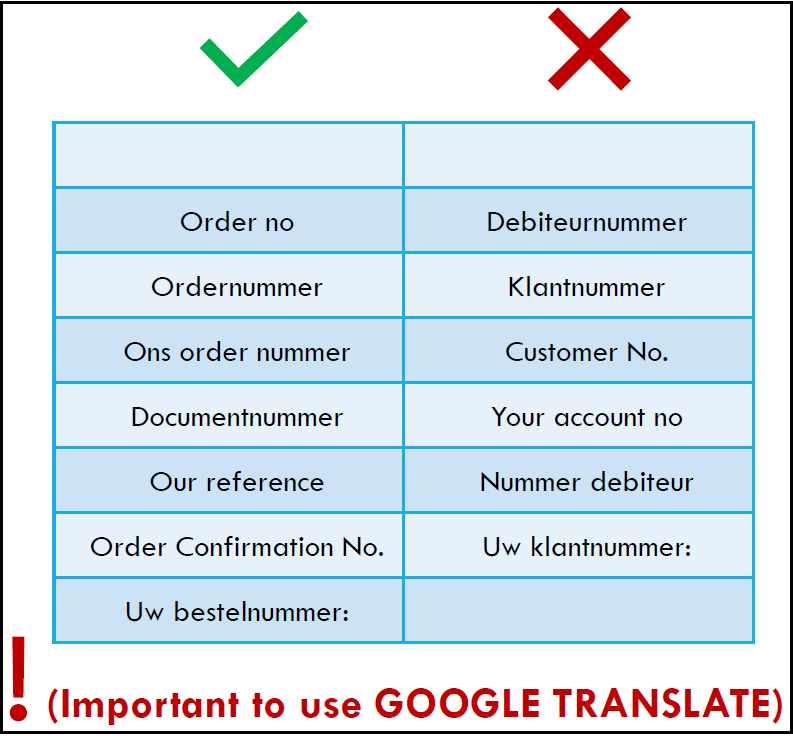 Order no Debiteurnummer
Ordernummer Klantnummer
Ons order nummer Customer No.
Documentnummer Your account no
Our reference Nummer debiteur
Order Confirmation No. Uw klantnummer:
Uw bestelnummer:
! (Important to use GOOGLE TRANSLATE)